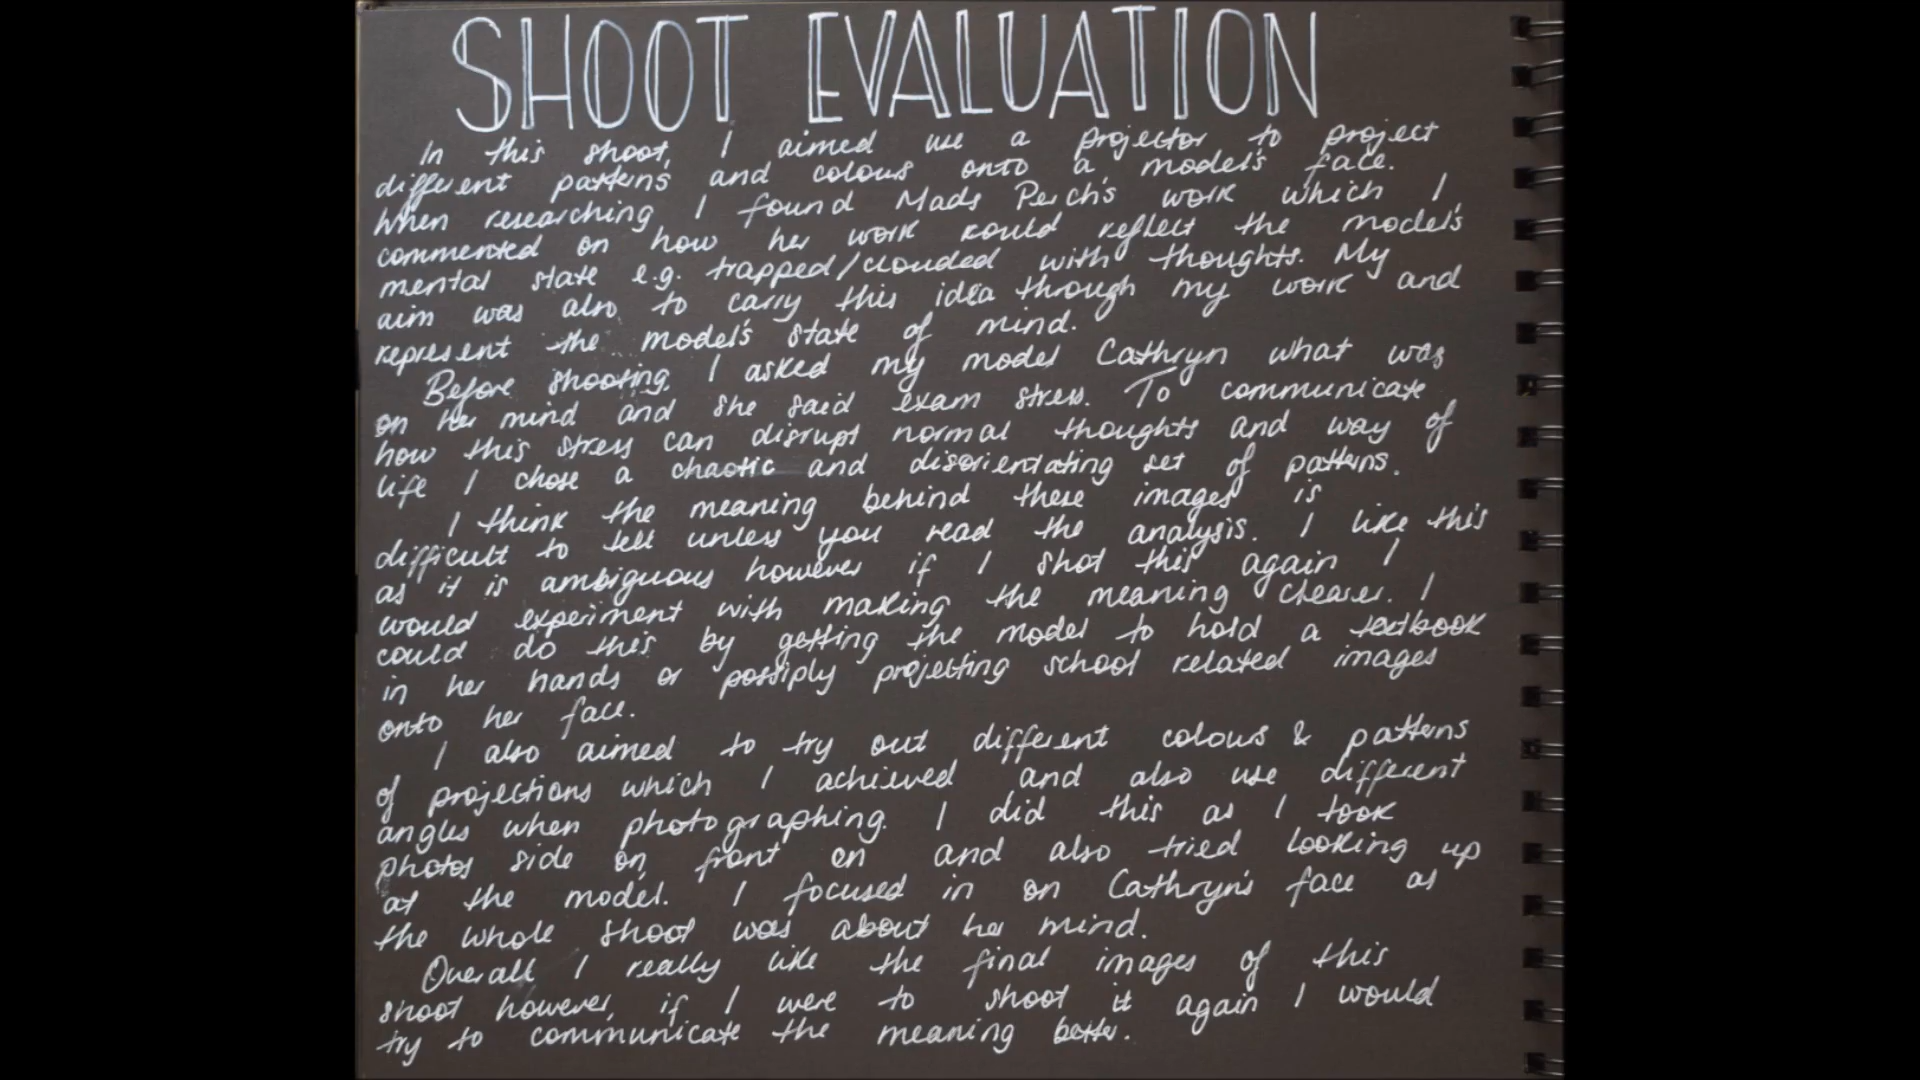 SHOOT EVALUATION
In this shoot, I aimed use a projector to project
different patterns and colours onto a model's face.
When researching I found Mads Perch's work which I
commented on how her work could reflect the model's
mental state e.g. trapped/clouded with thoughts. My
aim was also to carry this idea through my work and
represent the model's state of mind.
Before shooting, I asked my model Cathryn what was
on her mind and she said exam stress. To communicate
how this stress can disrupt normal thoughts and way of
life I chose a chaotic and disorientating set of patterns.
I think the meaning behind these images is
difficult to tell unless you read the analysis. I like this
as it is ambiguous however if I shot this again I
would experiment with making the meaning clearer. I
could do this by getting the model to hold a textbook
in her hands or possiply projecting school related images
onto her face.
I also aimed to try out different colours & patterns
of projections which I achieved and also use different
angles when photographing. I did this as I took
photos side on, front on and also tried looking up
at the model. I focused in on Cathryn's face as
the whole shoot was about her mind.
Overall I really like the final images of this
shoot however, if I were to shoot it again I would
try to communicate the meaning better.